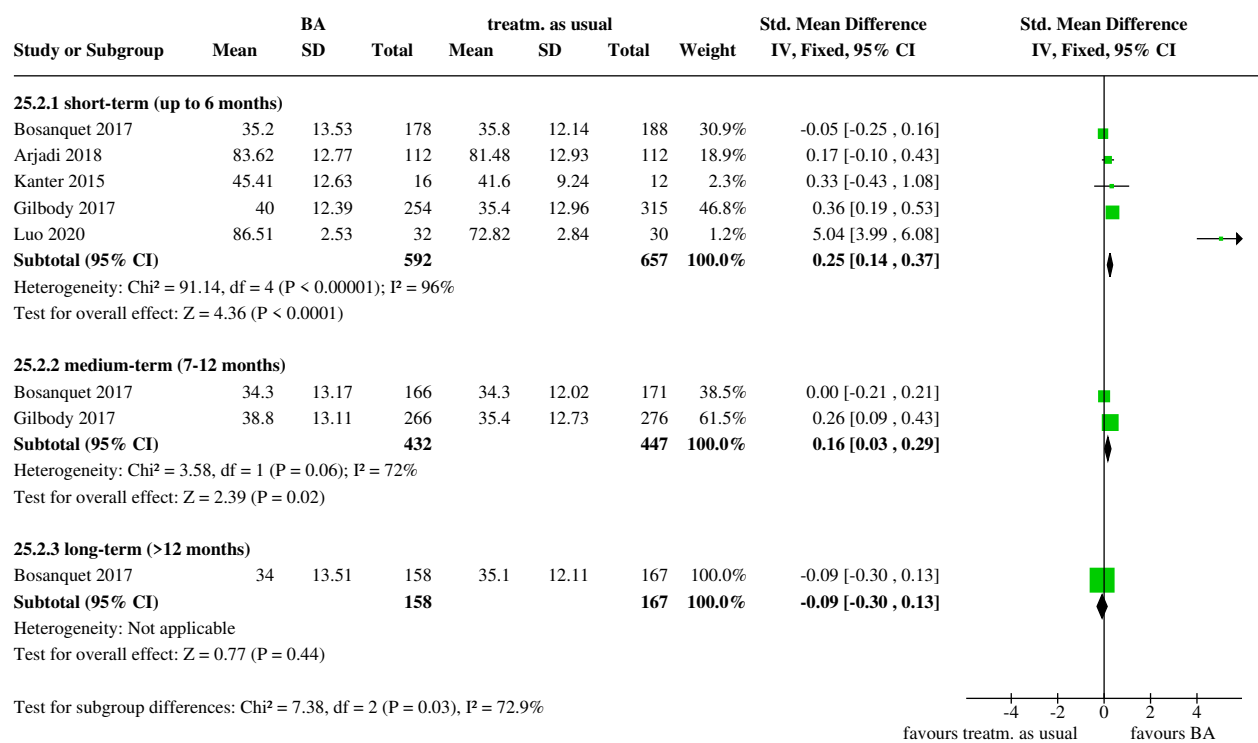 BA treatm. as usual Std. Mean Difference Std. Mean Difference
Study or Subgroup Mean SD Total Mean SD Total Weight IV, Fixed, 95% CI IV, Fixed, 95% CI
25.2.1 short-term (up to 6 months)
Bosanquet 2017 35.2 13.53 178 35.8 12.14 188 30.9% -0.05 [-0.25 , 0.16]
Arjadi 2018 83.62 12.77 112 81.48 12.93 112 18.9% 0.17 [-0.10 , 0.43]
Kanter 2015 45.41 12.63 16 41.6 9.24 12 2.3% 0.33 [-0.43 , 1.08]
Gilbody 2017 40 12.39 254 35.4 12.96 315 46.8% 0.36 [0.19 , 0.53]
Luo 2020 86.51 2.53 32 72.82 2.84 30 1.2% 5.04 [3.99 , 6.08]
Subtotal (95% CI) 592 657 100.0% 0.25 [0.14 , 0.37]
Heterogeneity: Chi² = 91.14, df = 4 (P < 0.00001); I² = 96%
Test for overall effect: Z = 4.36 (P < 0.0001)
25.2.2 medium-term (7-12 months)
Bosanquet 2017 34.3 13.17 166 34.3 12.02 171 38.5% 0.00 [-0.21 , 0.21]
Gilbody 2017 38.8 13.11 266 35.4 12.73 276 61.5% 0.26 [0.09 , 0.43]
Subtotal (95% CI) 432 447 100.0% 0.16 [0.03 , 0.29]
Heterogeneity: Chi² = 3.58, df = 1 (P = 0.06); I² = 72%
Test for overall effect: Z = 2.39 (P = 0.02)
25.2.3 long-term (>12 months)
Bosanquet 2017 34 13.51 158 35.1 12.11 167 100.0% -0.09 [-0.30 , 0.13]
Subtotal (95% CI) 158 167 100.0% -0.09 [-0.30 , 0.13]
Heterogeneity: Not applicable
Test for overall effect: Z = 0.77 (P = 0.44)
Test for subgroup differences: Chi² = 7.38, df = 2 (P = 0.03), I² = 72.9%
-4 -2 0 2 4
favours treatm. as usual favours BA